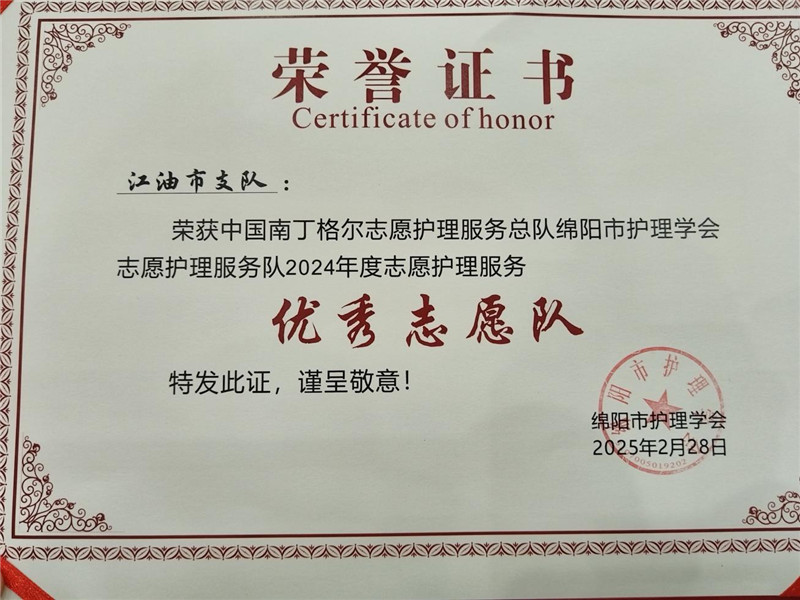 荣誉证书
Certificate of honor
江油市支队：
荣获中国南丁格尔志愿护理服务总队绵阳市护理学会
志愿护理服务队2024年度志愿护理服务
优秀志愿队
特发此证，谨呈敬意！
绵阳市护理学会
2025年2月28日